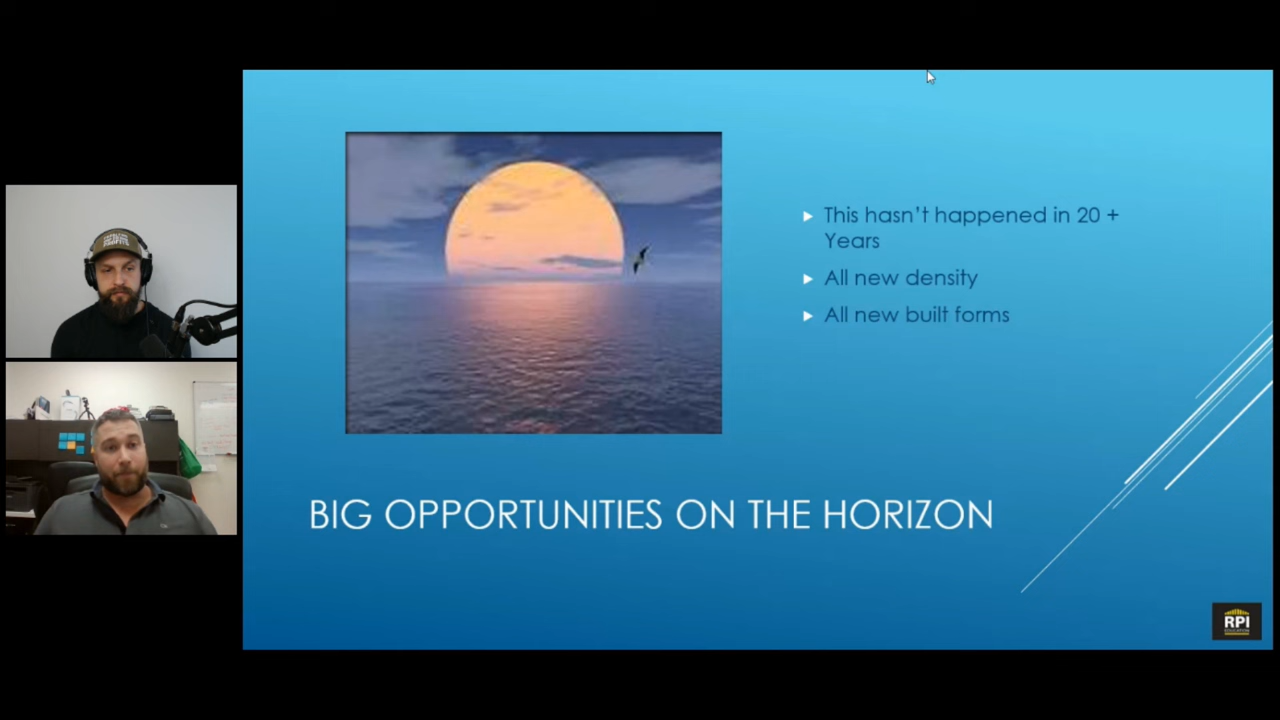 This hasn't happened in 20 +
Years
All new density
All new built forms
BIG OPPORTUNITIES ON THE HORIZON
RPI
EDUCATION